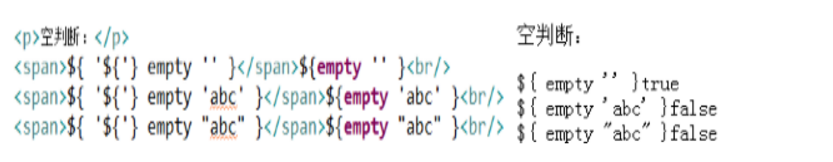 <p>空判断：</p>
<span>${ '${'} empty '' }</span>${empty '' }<br/>
<span>${ '${'} empty 'abc' }</span>${empty 'abc' }<br/>
<span>${ '${'} empty "abc" }</span>${empty "abc" }<br/>
空判断：
${ empty '' }true
${ empty 'abc' }false
${ empty "abc" }false